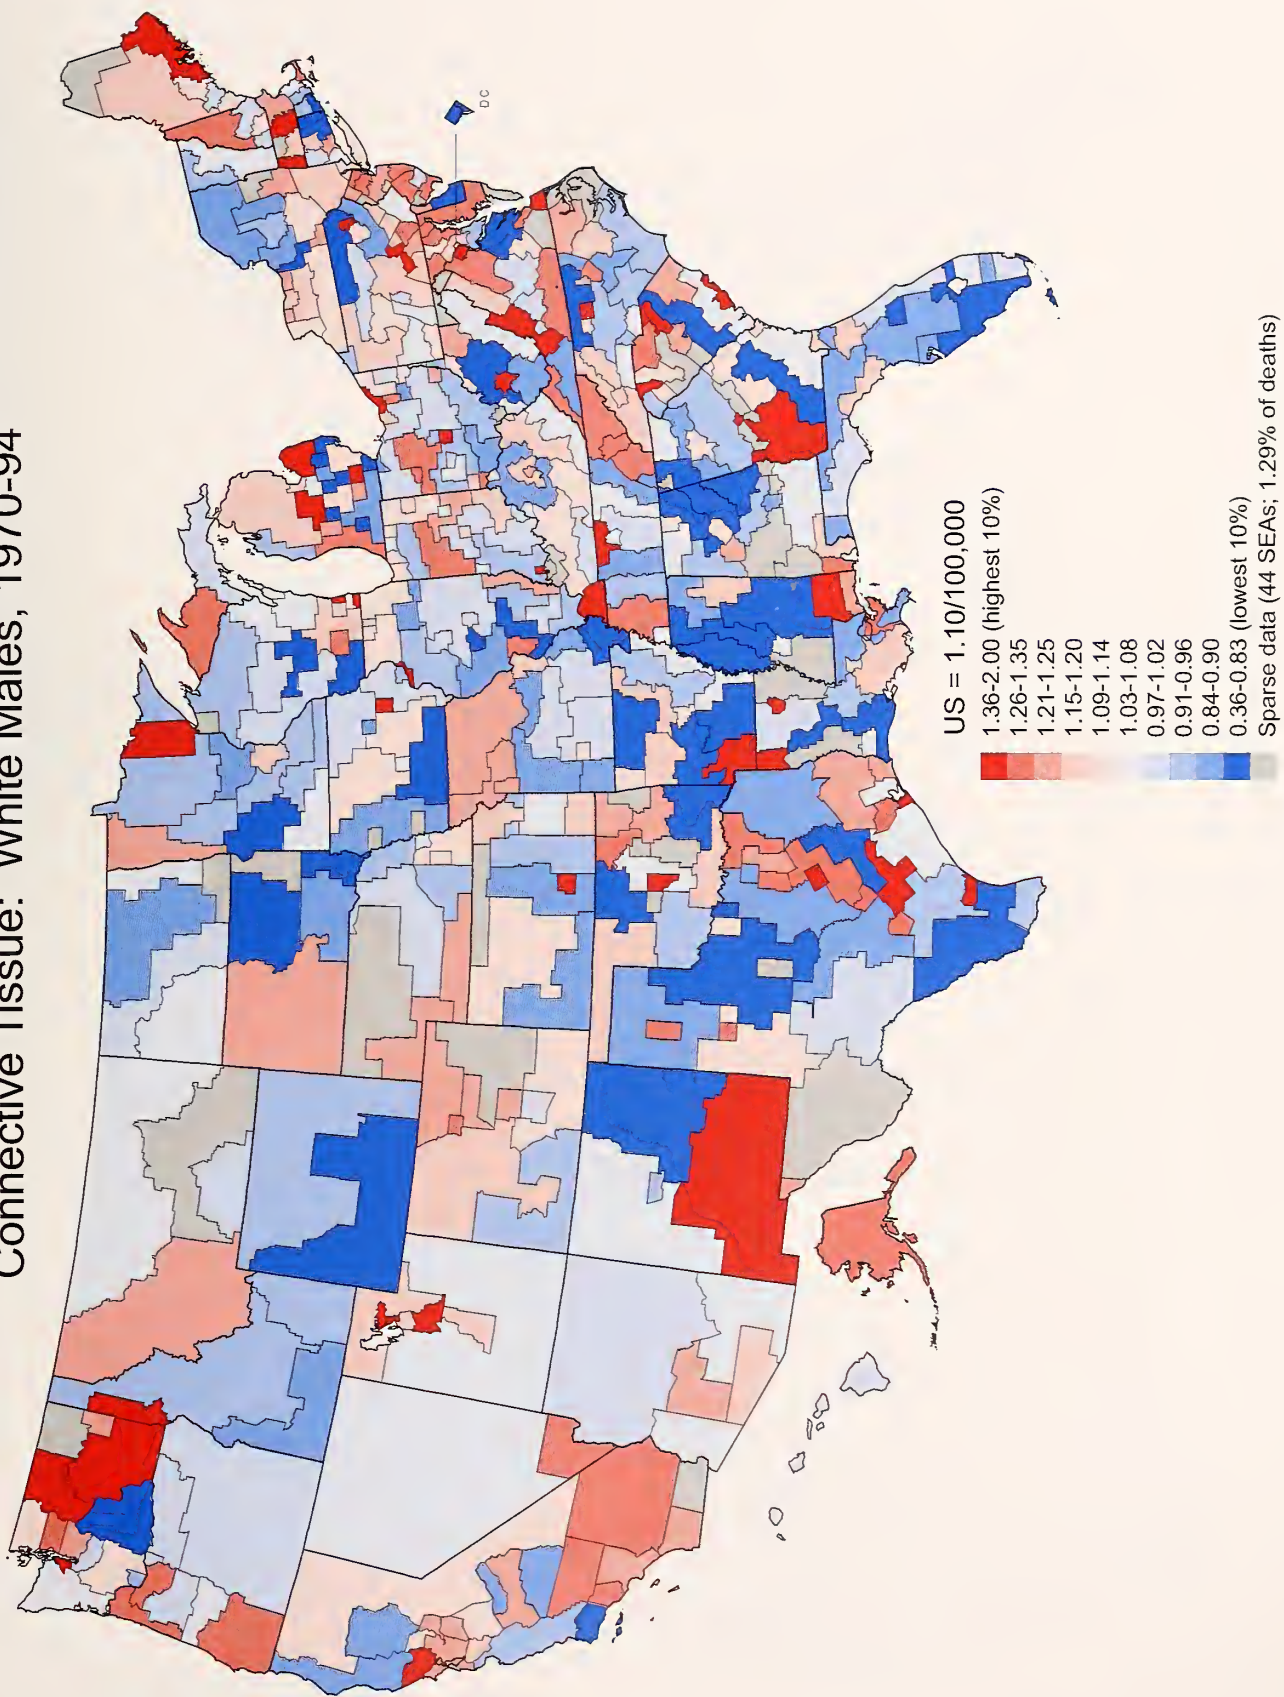 Connective Tissue: White Males, 1970-94
DC
US = 1.10/100,000
1.36-2.00 (highest 10%)
1.26-1.35
1.21-1.25
1.15-1.20
1.09-1.14
1.03-1.08
0.97-1.02
0.91-0.96
0.84-0.90
0.36-0.83 (lowest 10%)
Sparse data (44 SEAs; 1.29% of deaths)